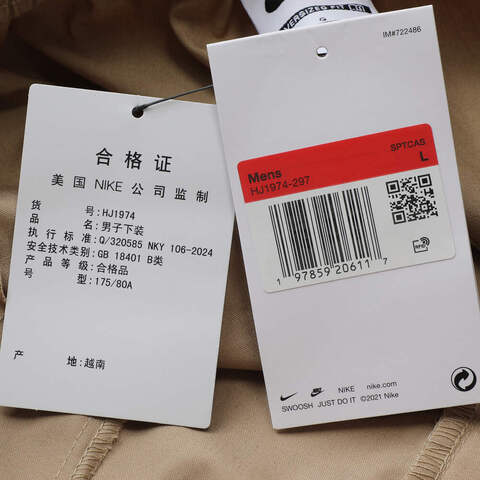 OVERSIZED FIT
IM#722486
合格证
美国 NIKE 公司监制
货 号: HJ1974
品 名: 男子下装
执行标准: Q/320585 NKY 106-2024
安全技术类别: GB 18401 B类
产品等级: 合格品
号 型: 175/80A
产 地: 越南
SPTCAS
Mens
L
HJ1974-297
RFID
1 97859 20611 7
NIKE
nike.com
SWOOSH JUST DO IT ©2021 Nike